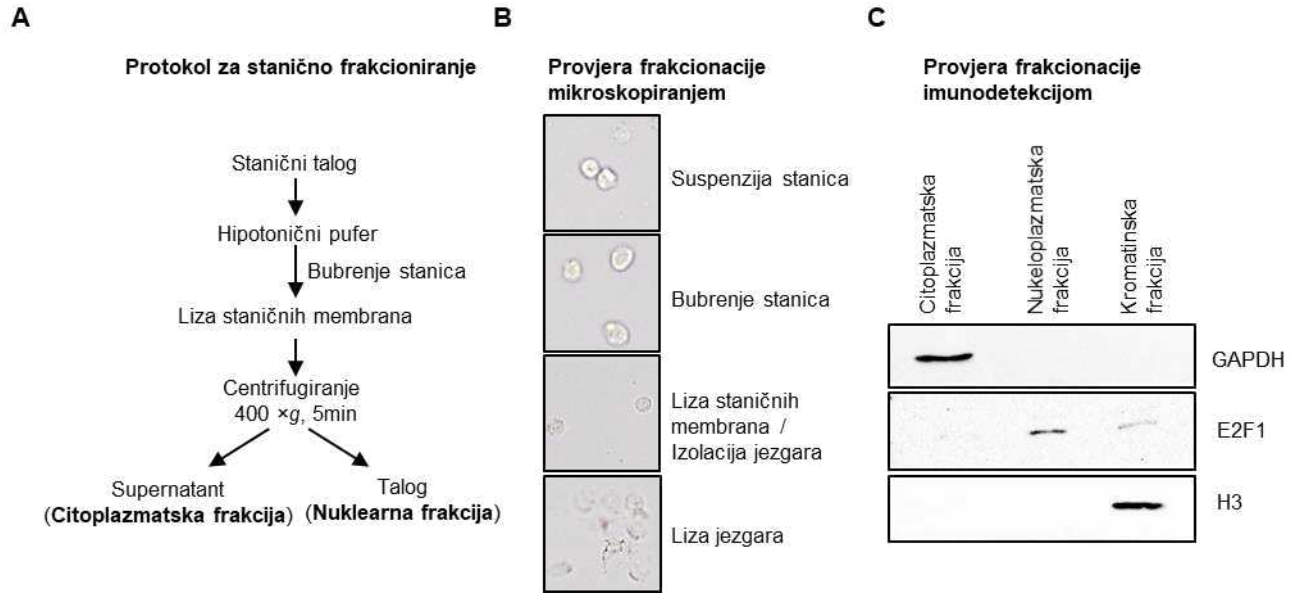 A
Protokol za stanično frakcioniranje
Stanični talog
Hipotonični pufer
Bubrenje stanica
Liza staničnih membrana
Centrifugiranje
400 ×g, 5min
Supernatant
(Citoplazmatska frakcija)
Talog
(Nuklearna frakcija)
B
Provjera frakcionacije
mikroskopiranjem
Suspenzija stanica
Bubrenje stanica
Liza staničnih
membrana /
Izolacija jezgara
Liza jezgara
C
Provjera frakcionacije
imunodetekcijom
Citoplazmatska
frakcija
Nukeloplazmatska
frakcija
Kromatinska
frakcija
GAPDH
E2F1
H3